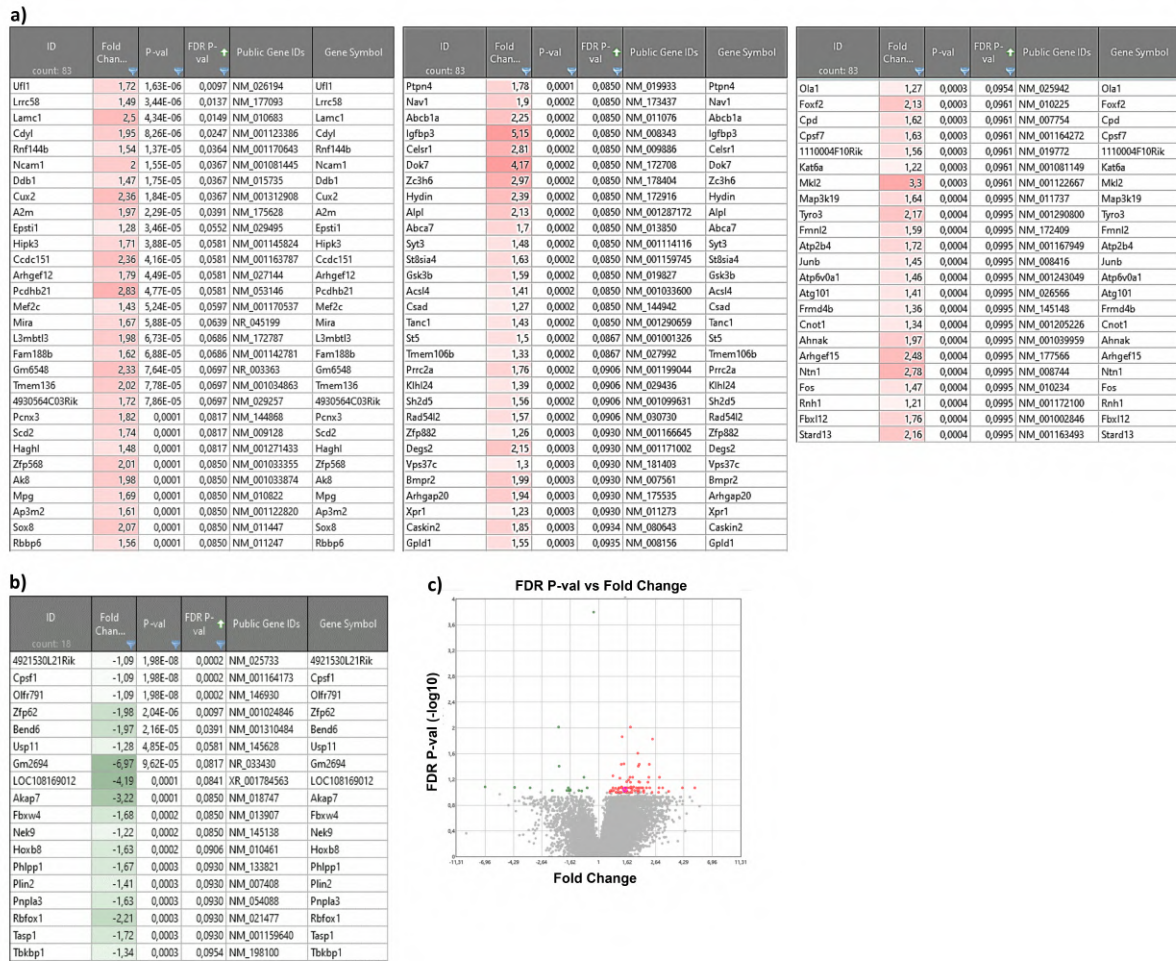 a)
ID Fold Chan... P-val FDR P-val Public Gene IDs Gene Symbol
count: 83
Ufl1 1,72 1,63E-06 0,0097 NM_026194 Ufl1
Lrrc58 1,49 3,44E-06 0,0137 NM_177093 Lrrc58
Lamc1 2,5 4,34E-06 0,0149 NM_010683 Lamc1
Cdyl 1,95 8,26E-06 0,0247 NM_001123386 Cdyl
Rnf144b 1,54 1,37E-05 0,0364 NM_001170643 Rnf144b
Ncam1 2 1,55E-05 0,0367 NM_001081445 Ncam1
Ddb1 1,47 1,75E-05 0,0367 NM_015735 Ddb1
Cux2 2,36 1,84E-05 0,0367 NM_001312908 Cux2
A2m 1,97 2,29E-05 0,0391 NM_175628 A2m
Epsti1 1,28 3,46E-05 0,0552 NM_029495 Epsti1
Hipk3 1,71 3,88E-05 0,0581 NM_001145824 Hipk3
Ccdc151 2,36 4,16E-05 0,0581 NM_001163787 Ccdc151
Arhgef12 1,79 4,49E-05 0,0581 NM_027144 Arhgef12
Pcdhb21 2,83 4,77E-05 0,0581 NM_053146 Pcdhb21
Mef2c 1,43 5,24E-05 0,0597 NM_001170537 Mef2c
Mira 1,67 5,88E-05 0,0639 NR_045199 Mira
L3mbtl3 1,98 6,73E-05 0,0686 NM_172787 L3mbtl3
Fam188b 1,62 6,88E-05 0,0686 NM_001142781 Fam188b
Gm6548 2,33 7,64E-05 0,0697 NR_003363 Gm6548
Tmem136 2,02 7,78E-05 0,0697 NM_001034863 Tmem136
4930564C03Rik 1,72 7,86E-05 0,0697 NM_029257 4930564C03Rik
Pcnx3 1,82 0,0001 0,0817 NM_144868 Pcnx3
Scd2 1,74 0,0001 0,0817 NM_009128 Scd2
Haghl 1,48 0,0001 0,0817 NM_001271433 Haghl
Zfp568 2,01 0,0001 0,0850 NM_001033355 Zfp568
Ak8 1,98 0,0001 0,0850 NM_001033874 Ak8
Mpg 1,69 0,0001 0,0850 NM_010822 Mpg
Ap3m2 1,61 0,0001 0,0850 NM_001122820 Ap3m2
Sox8 2,07 0,0001 0,0850 NM_011447 Sox8
Rbbp6 1,56 0,0001 0,0850 NM_011247 Rbbp6
ID Fold Chan... P-val FDR P-val Public Gene IDs Gene Symbol
count: 83
Ptpn4 1,78 0,0001 0,0850 NM_019933 Ptpn4
Nav1 1,9 0,0002 0,0850 NM_173437 Nav1
Abcb1a 2,25 0,0002 0,0850 NM_011076 Abcb1a
Igfbp3 5,15 0,0002 0,0850 NM_008343 Igfbp3
Celsr1 2,81 0,0002 0,0850 NM_009886 Celsr1
Dok7 4,17 0,0002 0,0850 NM_172708 Dok7
Zc3h6 2,97 0,0002 0,0850 NM_178404 Zc3h6
Hydin 2,39 0,0002 0,0850 NM_172916 Hydin
Alpl 2,13 0,0002 0,0850 NM_001287172 Alpl
Abca7 1,7 0,0002 0,0850 NM_013850 Abca7
Syt3 1,48 0,0002 0,0850 NM_001114116 Syt3
St8sia4 1,63 0,0002 0,0850 NM_001159745 St8sia4
Gsk3b 1,59 0,0002 0,0850 NM_019827 Gsk3b
Acsl4 1,41 0,0002 0,0850 NM_001033600 Acsl4
Csad 1,27 0,0002 0,0850 NM_144942 Csad
Tanc1 1,43 0,0002 0,0850 NM_001290659 Tanc1
St5 1,5 0,0002 0,0867 NM_001001326 St5
Tmem106b 1,33 0,0002 0,0867 NM_027992 Tmem106b
Prrc2a 1,76 0,0002 0,0906 NM_001199044 Prrc2a
Klhl24 1,39 0,0002 0,0906 NM_029436 Klhl24
Sh2d5 1,56 0,0002 0,0906 NM_001099631 Sh2d5
Rad54l2 1,57 0,0002 0,0906 NM_030730 Rad54l2
Zfp882 1,26 0,0003 0,0930 NM_001166645 Zfp882
Degs2 2,15 0,0003 0,0930 NM_001171002 Degs2
Vps37c 1,3 0,0003 0,0930 NM_181403 Vps37c
Bmpr2 1,99 0,0003 0,0930 NM_007561 Bmpr2
Arhgap20 1,94 0,0003 0,0930 NM_175535 Arhgap20
Xpr1 1,23 0,0003 0,0930 NM_011273 Xpr1
Caskin2 1,85 0,0003 0,0934 NM_080643 Caskin2
Gpld1 1,55 0,0003 0,0935 NM_008156 Gpld1
ID Fold Chan... P-val FDR P-val Public Gene IDs Gene Symbol
count: 83
Ola1 1,27 0,0003 0,0954 NM_025942 Ola1
Foxf2 2,13 0,0003 0,0961 NM_010225 Foxf2
Cpd 1,62 0,0003 0,0961 NM_007754 Cpd
Cpsf7 1,63 0,0003 0,0961 NM_001164272 Cpsf7
1110004F10Rik 1,56 0,0003 0,0961 NM_019772 1110004F10Rik
Kat6a 1,22 0,0003 0,0961 NM_001081149 Kat6a
Mkl2 3,3 0,0003 0,0961 NM_001122667 Mkl2
Map3k19 1,64 0,0004 0,0995 NM_011737 Map3k19
Tyro3 2,17 0,0004 0,0995 NM_001290800 Tyro3
Fmnl2 1,59 0,0004 0,0995 NM_172409 Fmnl2
Atp2b4 1,72 0,0004 0,0995 NM_001167949 Atp2b4
Junb 1,45 0,0004 0,0995 NM_008416 Junb
Atp6v0a1 1,46 0,0004 0,0995 NM_001243049 Atp6v0a1
Atg101 1,41 0,0004 0,0995 NM_026566 Atg101
Frmd4b 1,36 0,0004 0,0995 NM_145148 Frmd4b
Cnot1 1,34 0,0004 0,0995 NM_001205226 Cnot1
Ahnak 1,97 0,0004 0,0995 NM_001039959 Ahnak
Arhgef15 2,48 0,0004 0,0995 NM_177566 Arhgef15
Ntn1 2,78 0,0004 0,0995 NM_008744 Ntn1
Fos 1,47 0,0004 0,0995 NM_010234 Fos
Rnh1 1,21 0,0004 0,0995 NM_001172100 Rnh1
Fbxl12 1,76 0,0004 0,0995 NM_001002846 Fbxl12
Stard13 2,16 0,0004 0,0995 NM_001163493 Stard13
b)
ID Fold Chan... P-val FDR P-val Public Gene IDs Gene Symbol
count: 18
4921530L21Rik -1,09 1,98E-08 0,0002 NM_025733 4921530L21Rik
Cpsf1 -1,09 1,98E-08 0,0002 NM_001164173 Cpsf1
Olfr791 -1,09 1,98E-08 0,0002 NM_146930 Olfr791
Zfp62 -1,98 2,04E-06 0,0097 NM_001024846 Zfp62
Bend6 -1,97 2,16E-05 0,0391 NM_001310484 Bend6
Usp11 -1,28 4,85E-05 0,0581 NM_145628 Usp11
Gm2694 -6,97 9,62E-05 0,0817 NR_033430 Gm2694
LOC108169012 -4,19 0,0001 0,0841 XR_001784563 LOC108169012
Akap7 -3,22 0,0001 0,0850 NM_018747 Akap7
Fbxw4 -1,68 0,0002 0,0850 NM_013907 Fbxw4
Nek9 -1,22 0,0002 0,0850 NM_145138 Nek9
Hoxb8 -1,63 0,0002 0,0906 NM_010461 Hoxb8
Phlpp1 -1,67 0,0003 0,0930 NM_133821 Phlpp1
Plin2 -1,41 0,0003 0,0930 NM_007408 Plin2
Pnpla3 -1,63 0,0003 0,0930 NM_054088 Pnpla3
Rbfox1 -2,21 0,0003 0,0930 NM_021477 Rbfox1
Tasp1 -1,72 0,0003 0,0930 NM_001159640 Tasp1
Tbkbp1 -1,34 0,0003 0,0954 NM_198100 Tbkbp1
c)
FDR P-val vs Fold Change
FDR P-val (-log10)
4
3,6
3,2
2,8
2,4
2
1,6
1,2
0,8
0,4
0
-11,31 -6,96 -4,28 -2,64 -1,62 1 1,62 2,64 4,29 6,96 11,31
Fold Change